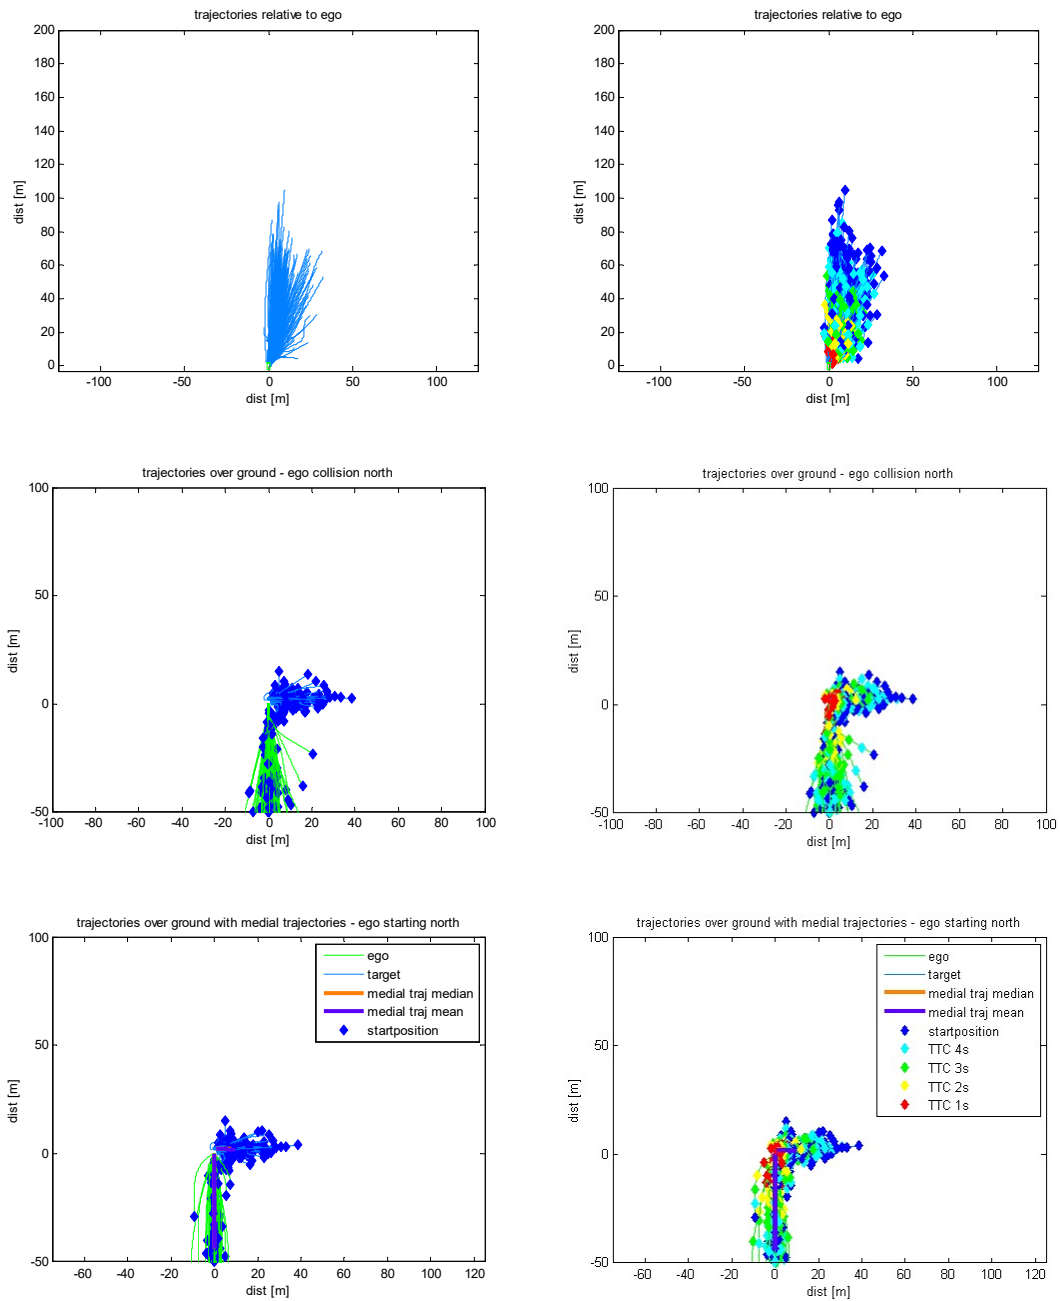 trajectories relative to ego
trajectories relative to ego
200
180
160
140
120
100
80
60
40
20
0
dist [m]
-100
-50
0
50
100
dist [m]
200
180
160
140
120
100
80
60
40
20
0
dist [m]
-100
-50
0
50
100
dist [m]
trajectories over ground - ego collision north
trajectories over ground - ego collision north
100
50
0
-50
dist [m]
-100
-80
-60
-40
-20
0
20
40
60
80
100
dist [m]
100
50
0
-50
dist [m]
-100
-80
-60
-40
-20
0
20
40
60
80
100
dist [m]
trajectories over ground with medial trajectories - ego starting north
trajectories over ground with medial trajectories - ego starting north
100
50
0
-50
dist [m]
ego
target
medial traj median
medial traj mean
startposition
-60
-40
-20
0
20
40
60
80
100
120
dist [m]
100
50
0
-50
dist [m]
ego
target
medial traj median
medial traj mean
startposition
TTC 4s
TTC 3s
TTC 2s
TTC 1s
-60
-40
-20
0
20
40
60
80
100
120
dist [m]